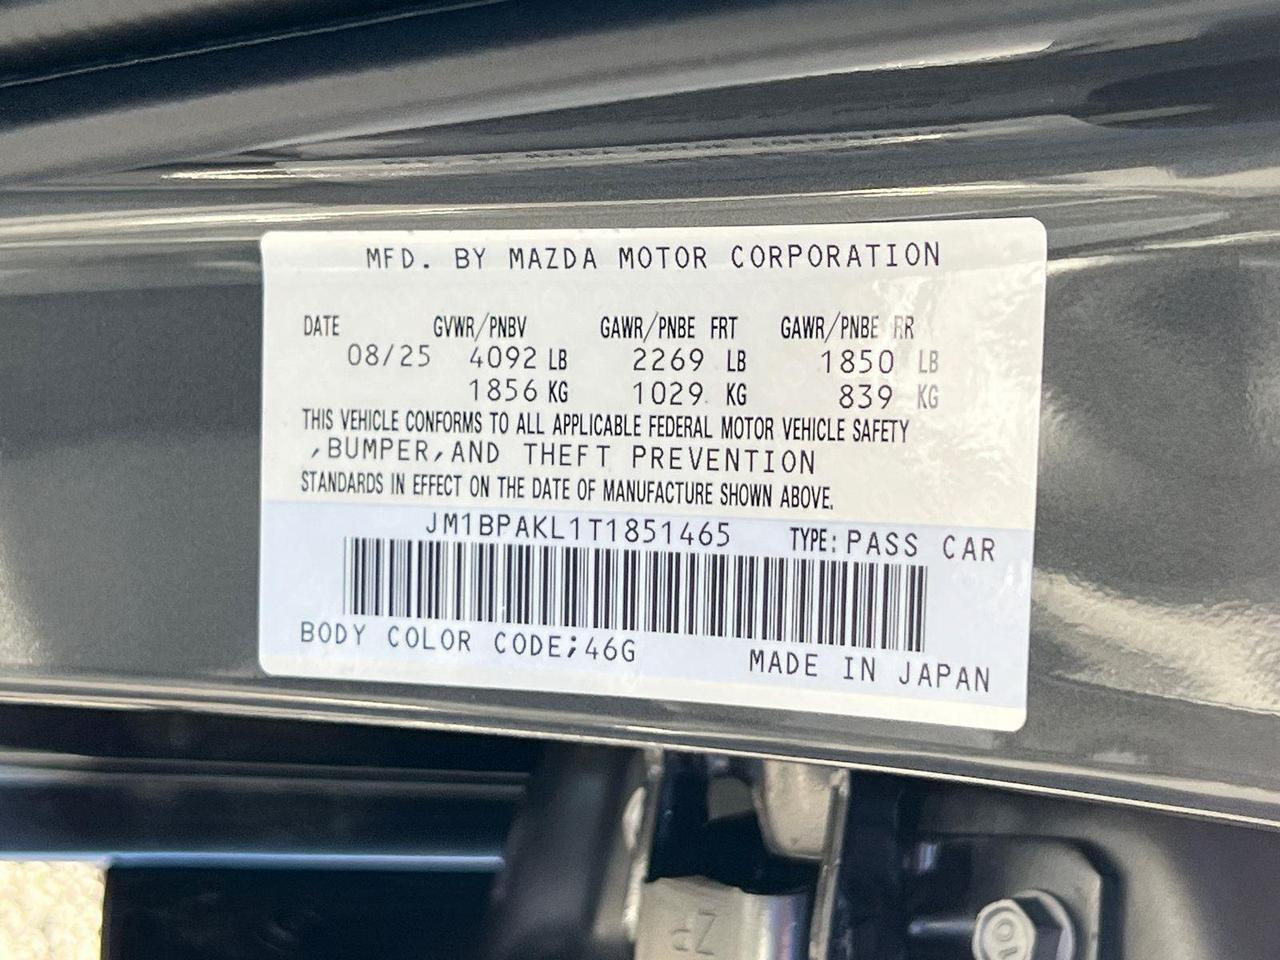 MFD. BY MAZDA MOTOR CORPORATION
DATE GVWR/PNBV GAWR/PNBE FRT GAWR/PNBE RR
08/25 4092 LB 2269 LB 1850 LB
1856 KG 1029 KG 839 KG
THIS VEHICLE CONFORMS TO ALL APPLICABLE FEDERAL MOTOR VEHICLE SAFETY
,BUMPER,AND THEFT PREVENTION
STANDARDS IN EFFECT ON THE DATE OF MANUFACTURE SHOWN ABOVE.
JM1BPAKL1T1851465 TYPE: PASS CAR
BODY COLOR CODE;46G
MADE IN JAPAN